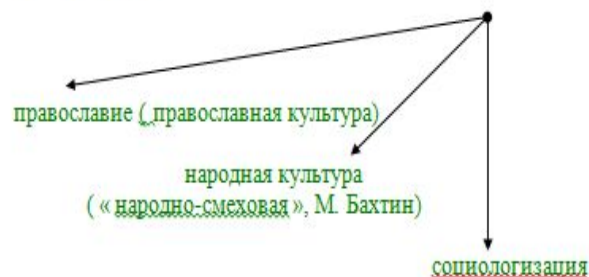 православие ( православная культура)
народная культура
( « народно-смеховая », М. Бахтин)
социологизация